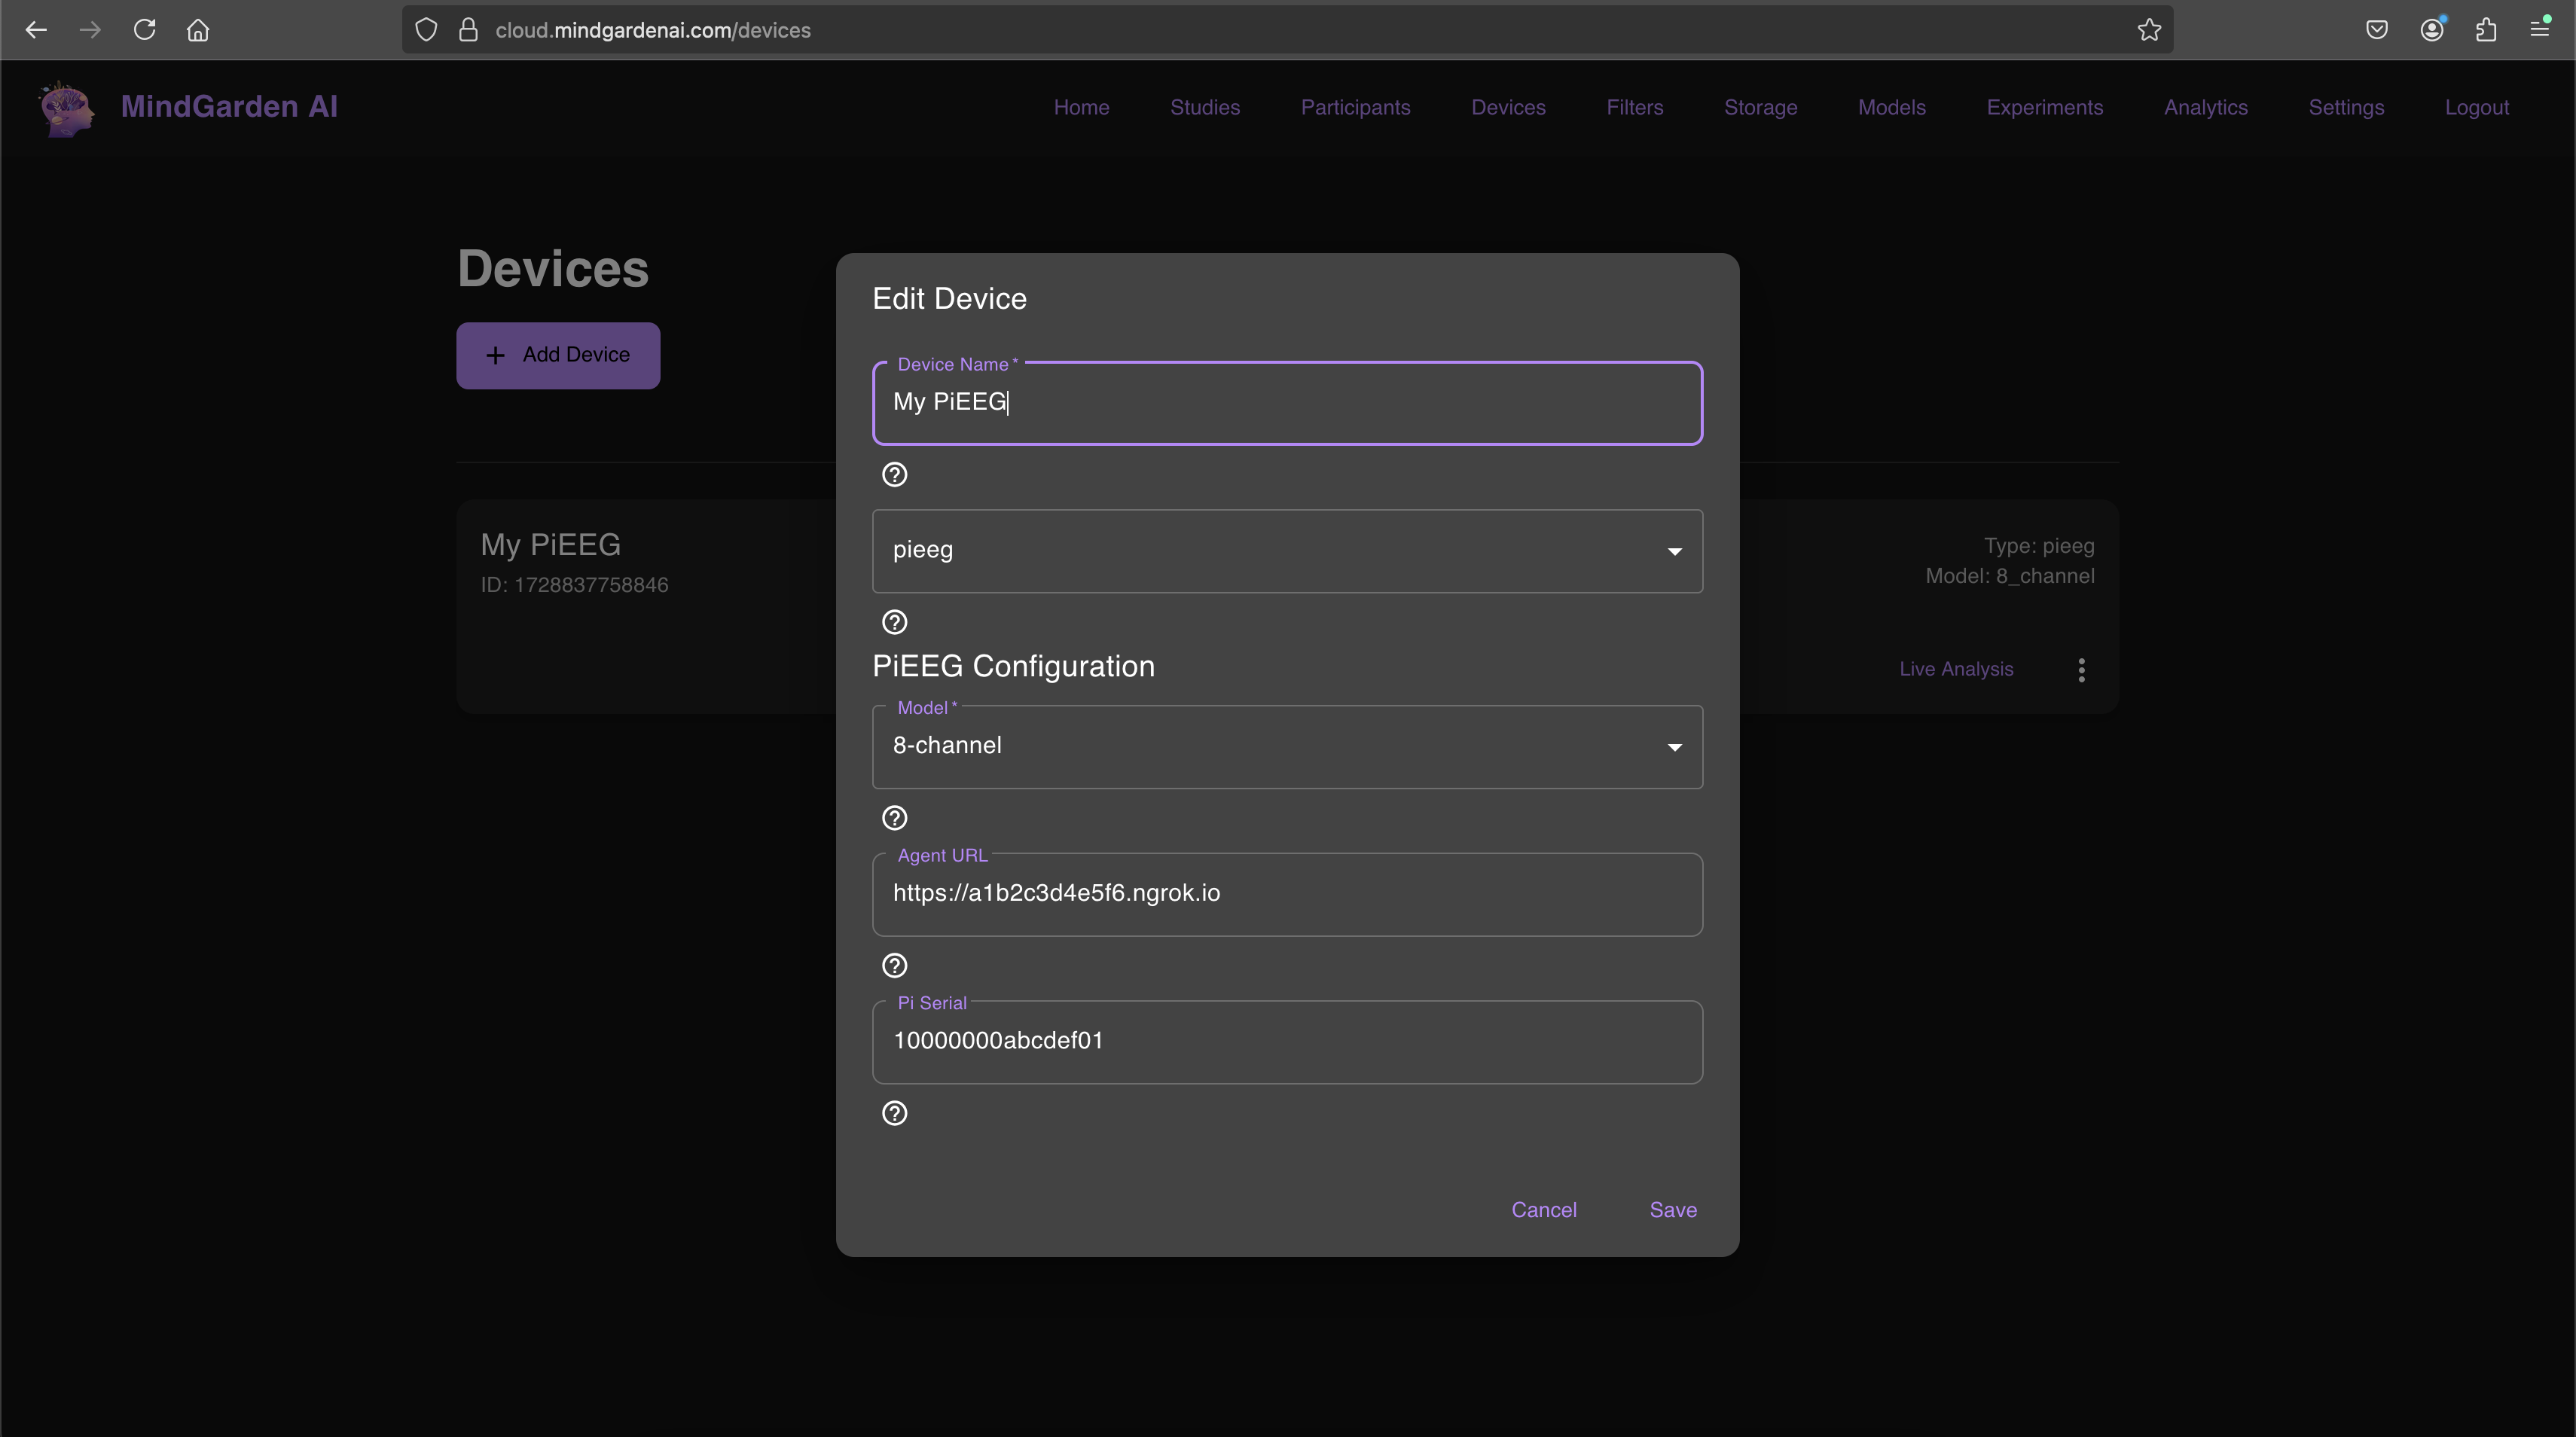 cloud.mindgardenai.com/devices
MindGarden AI
Home Studies Participants Devices Filters Storage Models Experiments Analytics Settings Logout
Devices
+ Add Device
My PiEEG
ID: 1728837758846
Type: pieeg
Model: 8_channel
Live Analysis
Edit Device
Device Name *
My PiEEG
pieeg
PiEEG Configuration
Model *
8-channel
Agent URL
https://a1b2c3d4e5f6.ngrok.io
Pi Serial
10000000abcdef01
Cancel Save